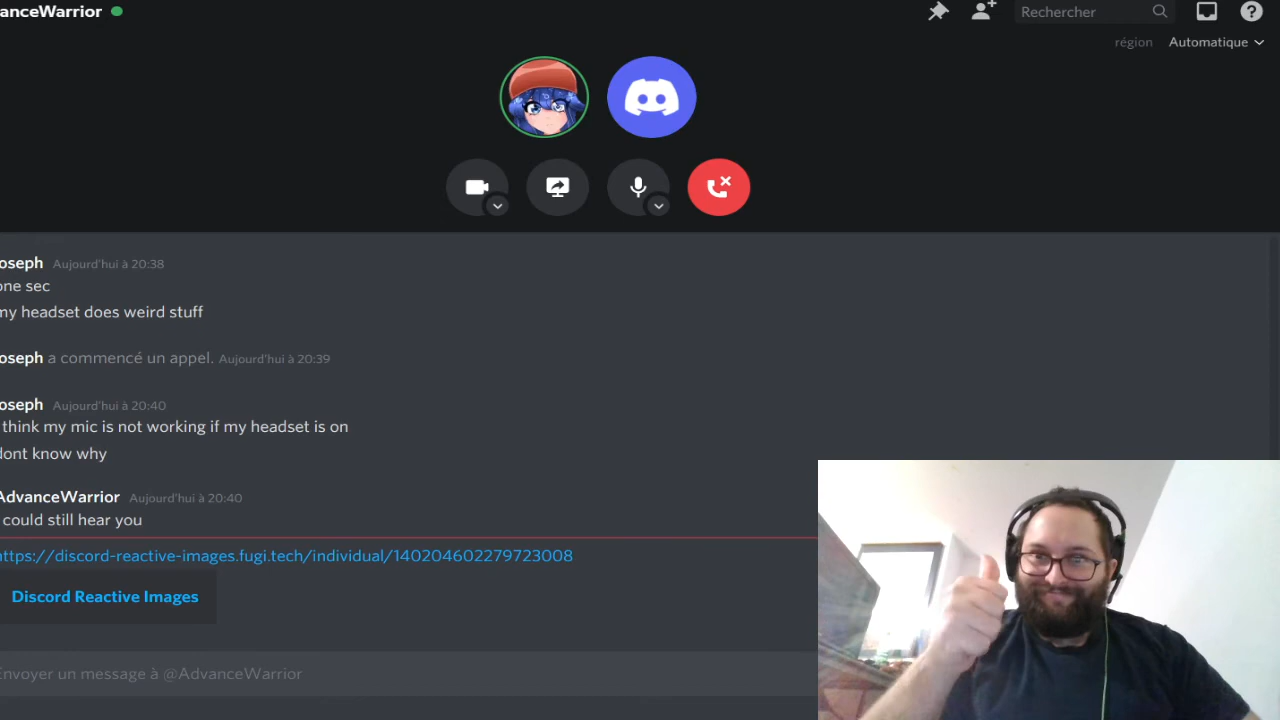 anceWarrior
Rechercher
région Automatique
oseph Aujourd'hui à 20:38
one sec
my headset does weird stuff
oseph a commencé un appel. Aujourd'hui à 20:39
oseph Aujourd'hui à 20:40
think my mic is not working if my headset is on
dont know why
AdvanceWarrior Aujourd'hui à 20:40
could still hear you
https://discord-reactive-images.fugi.tech/individual/140204602279723008
Discord Reactive Images
Envoyer un message à @AdvanceWarrior